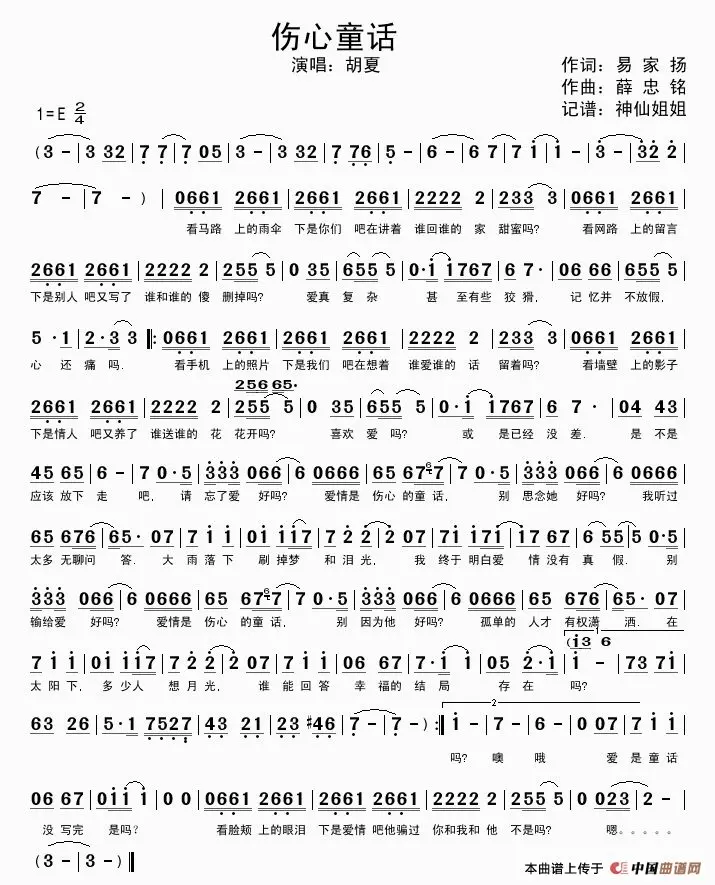 伤心童话
演唱：胡夏
作词：易 家 扬
作曲：薛 忠 铭
记谱：神仙姐姐
1=E 2/4
(3 - | 3 32 | 7 7 | 7 05 | 3 - | 3 32 | 7 76 | 5 - | 6 - | 6 67 | 7 1 | 1 - | 3 - | 32 2 |
7 - | 7 - ) | 0661 2661 | 2661 2661 | 2222 2 | 233 3 | 0661 2661 |
看马路 上的雨伞 下是你们 吧在讲着 谁回谁的 家 甜蜜吗? 看网路 上的留言
2661 2661 | 2222 2 | 255 5 | 0 35 | 655 5 | 0·1 1767 | 6 7· | 06 66 | 655 5 |
下是别人 吧又写了 谁和谁的 傻 删掉吗? 爱真 复杂 甚 至有些 狡猾， 记 忆并 不放假，
5 ·1 | 2·3 3 ‖: 0661 2661 | 2661 2661 | 2222 2 | 233 3 | 0661 2661 |
心 还 痛吗. 看手机 上的照片 下是我们 吧在想着 谁爱谁的 话 留着吗? 看墙壁 上的影子
256 65·
2661 2661 | 2222 2 | 255 5 | 0 35 | 655 5 | 0·1 1767 | 6 7· | 04 43 |
下是情人 吧又养了 谁送谁的 花 花开吗? 喜欢 爱吗? 或 是已经 没 差. 是 不是
45 65 | 6 - | 7 0·5 | 333 066 | 6 0666 | 65 67 7 | 7 0·5 | 333 066 | 6 0666 |
应该 放下 走 吧， 请 忘了爱 好吗? 爱情是 伤心 的童话， 别 思念她 好吗? 我听过
65 676 | 65· 07 | 7 1 1 | 01 117 | 7 2 2 | 02 07 | 7 1 171 | 17 67 | 655 | 5 0·5 |
太多 无聊问 答. 大 雨落 下 刷掉梦 和 泪光， 我 终于 明白爱 情 没有 真 假. 别
333 066 | 6 0666 | 65 67 7 | 7 0·5 | 333 066 | 6 0666 | 65 676 | 65· 05 |
输给爱 好吗? 爱情是 伤心 的 童话， 别 因为他 好吗? 孤单的 人才 有权潇 洒. 在
(13 6
7 1 1 | 01 117 | 7 2 2 | 2 07 | 71 01 | 06 67 | 7·1 1 | 05 2·1 | 1 - | 73 71 |
太 阳 下， 多 少人 想 月光， 谁 能 回答 幸 福的 结 局 存在 吗?
63 26 | 5·1 7527 | 43 21 | 23 #46 | 7 - | 7 - ):‖ 1 - | 7 - | 6 - | 0 07 | 7 1 1 |
吗? 噢 哦 爱 是 童 话
06 67 | 01 1 1 | 0 0 | 0661 2661 | 2661 2661 | 2222 2 | 255 5 | 0 023 | 2 - |
没 写完 是吗? 看脸颊 上的眼泪 下是爱情 吧他骗过 你和我和 他 不是吗? 嗯。。。。。
(3 - | 3 - )‖
本曲谱上传于 中国曲谱网